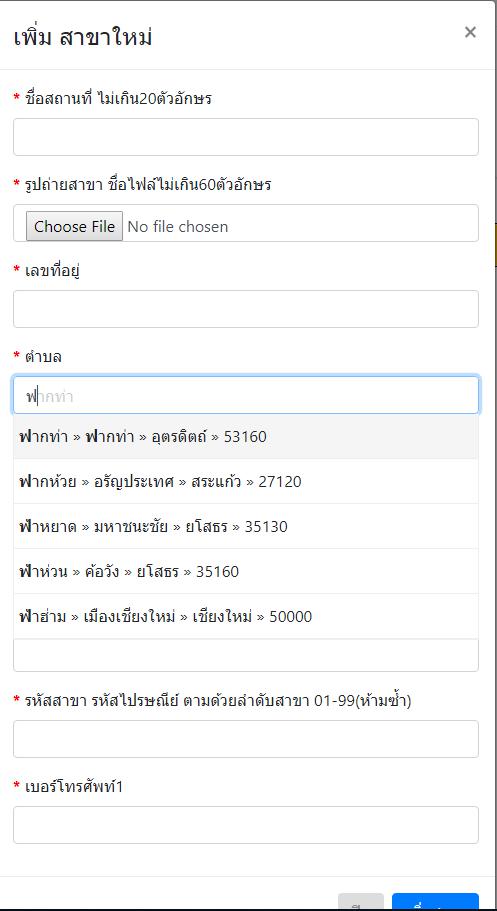 เพิ่ม สาขาใหม่ ×
* ชื่อสถานที่ ไม่เกิน20ตัวอักษร
* รูปถ่ายสาขา ชื่อไฟล์ไม่เกิน60ตัวอักษร
Choose File No file chosen
* เลขที่อยู่
* ตำบล
ฟากท่า
ฟากท่า » ฟากท่า » อุตรดิตถ์ » 53160
ฟากห้วย » อรัญประเทศ » สระแก้ว » 27120
ฟ้าหยาด » มหาชนะชัย » ยโสธร » 35130
ฟ้าห่วน » ค้อวัง » ยโสธร » 35160
ฟ้าฮ่าม » เมืองเชียงใหม่ » เชียงใหม่ » 50000
* รหัสสาขา รหัสไปรษณีย์ ตามด้วยลำดับสาขา 01-99(ห้ามซ้ำ)
* เบอร์โทรศัพท์1